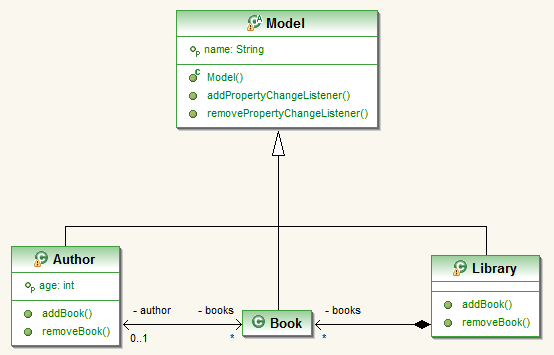 Model
name: String
Model()
addPropertyChangeListener()
removePropertyChangeListener()
Author
age: int
addBook()
removeBook()
Library
addBook()
removeBook()
- author
- books
- books
0..1
*
Book
*